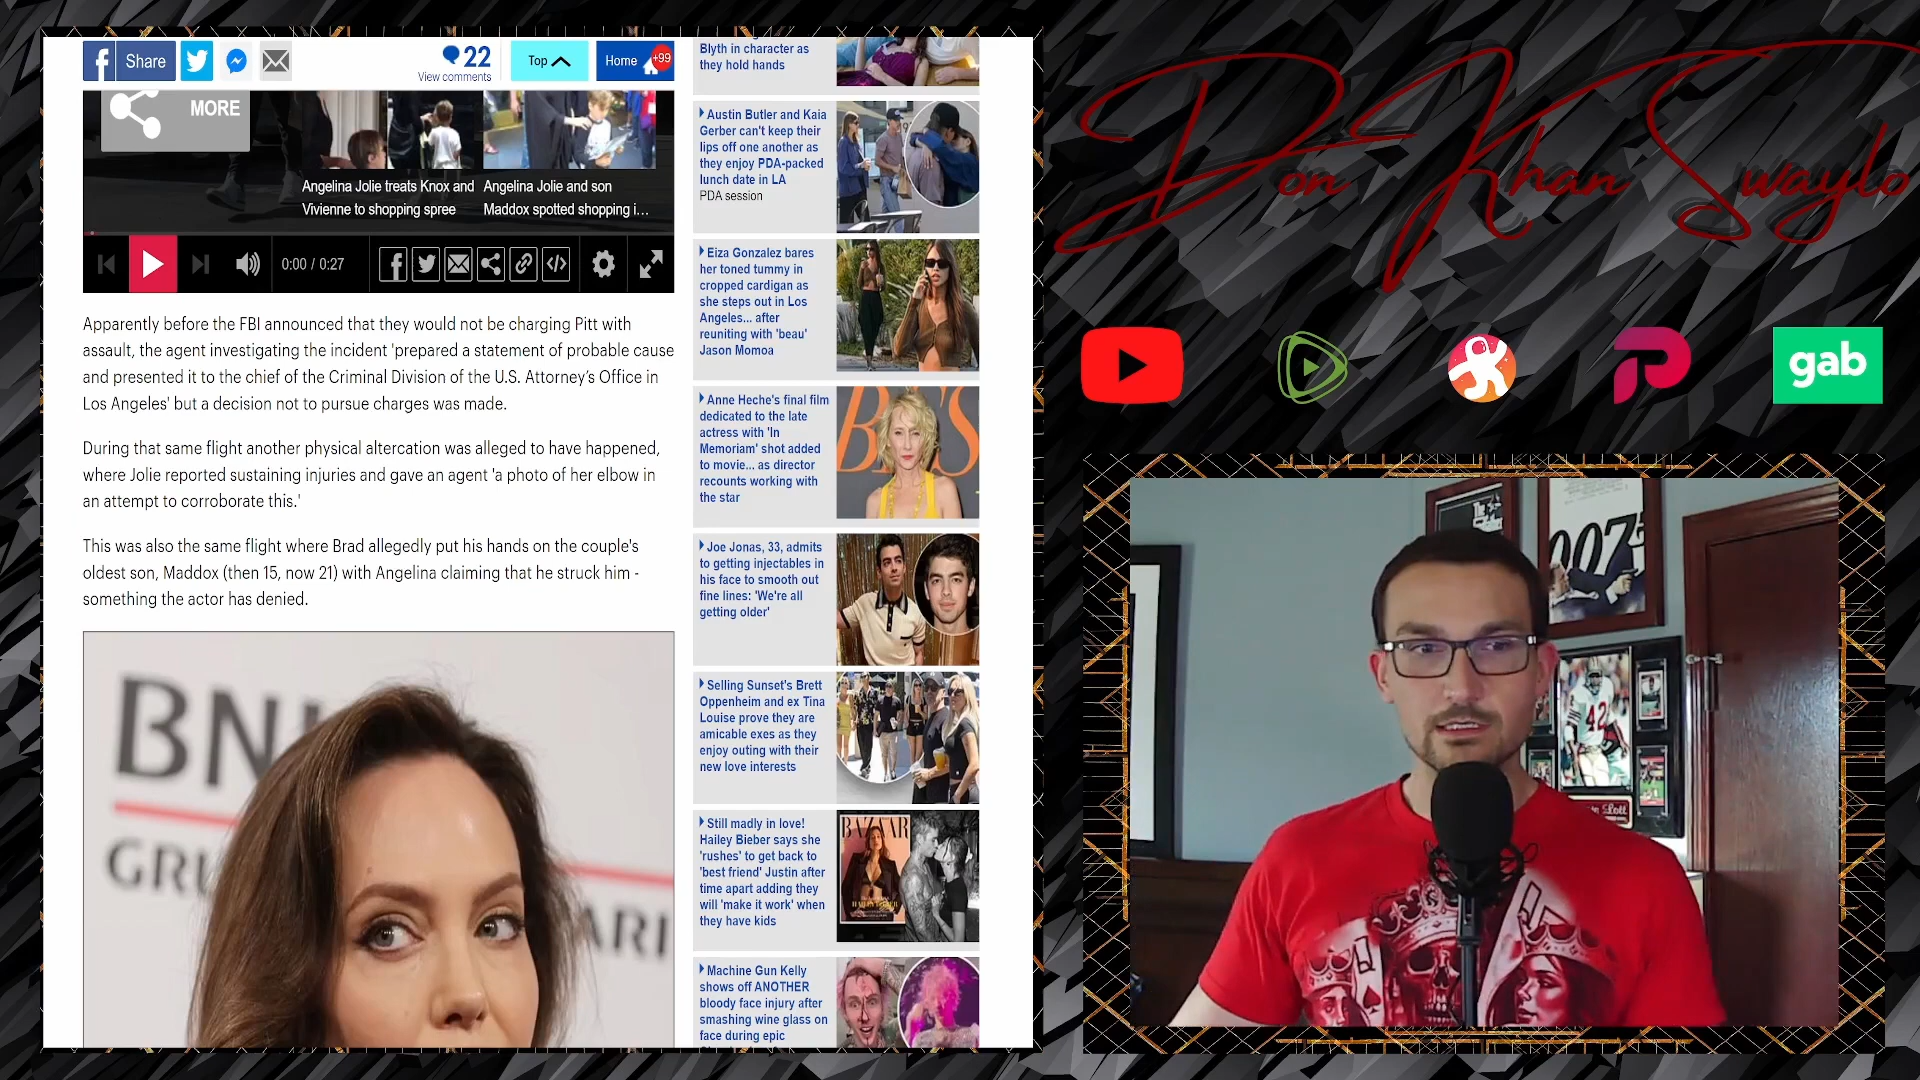 Share
22
View comments
Top
Home
+99
MORE
Angelina Jolie treats Knox and
Vivienne to shopping spree
Angelina Jolie and son
Maddox spotted shopping i...
0:00 / 0:27
Apparently before the FBI announced that they would not be charging Pitt with
assault, the agent investigating the incident 'prepared a statement of probable cause
and presented it to the chief of the Criminal Division of the U.S. Attorney's Office in
Los Angeles' but a decision not to pursue charges was made.
During that same flight another physical altercation was alleged to have happened,
where Jolie reported sustaining injuries and gave an agent 'a photo of her elbow in
an attempt to corroborate this.'
This was also the same flight where Brad allegedly put his hands on the couple's
oldest son, Maddox (then 15, now 21) with Angelina claiming that he struck him -
something the actor has denied.
Blyth in character as
they hold hands
Austin Butler and Kaia
Gerber can't keep their
lips off one another as
they enjoy PDA-packed
lunch date in LA
PDA session
Eiza Gonzalez bares
her toned tummy in
cropped cardigan as
she steps out in Los
Angeles... after
reuniting with 'beau'
Jason Momoa
Anne Heche's final film
dedicated to the late
actress with 'In
Memoriam' shot added
to movie... as director
recounts working with
the star
Joe Jonas, 33, admits
to getting injectables in
his face to smooth out
fine lines: 'We're all
getting older'
Selling Sunset's Brett
Oppenheim and ex Tina
Louise prove they are
amicable exes as they
enjoy outing with their
new love interests
Still madly in love!
Hailey Bieber says she
'rushes' to get back to
'best friend' Justin after
time apart adding they
will 'make it work' when
they have kids
BAZAAR
Machine Gun Kelly
shows off ANOTHER
bloody face injury after
smashing wine glass on
face during epic
Don Khan Swaylo
gab
007
42